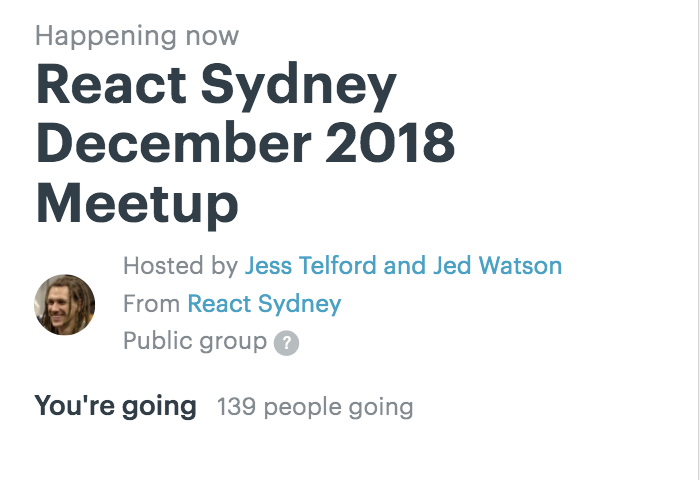 Happening now
React Sydney
December 2018
Meetup
Hosted by Jess Telford and Jed Watson
From React Sydney
Public group ?
You're going 139 people going